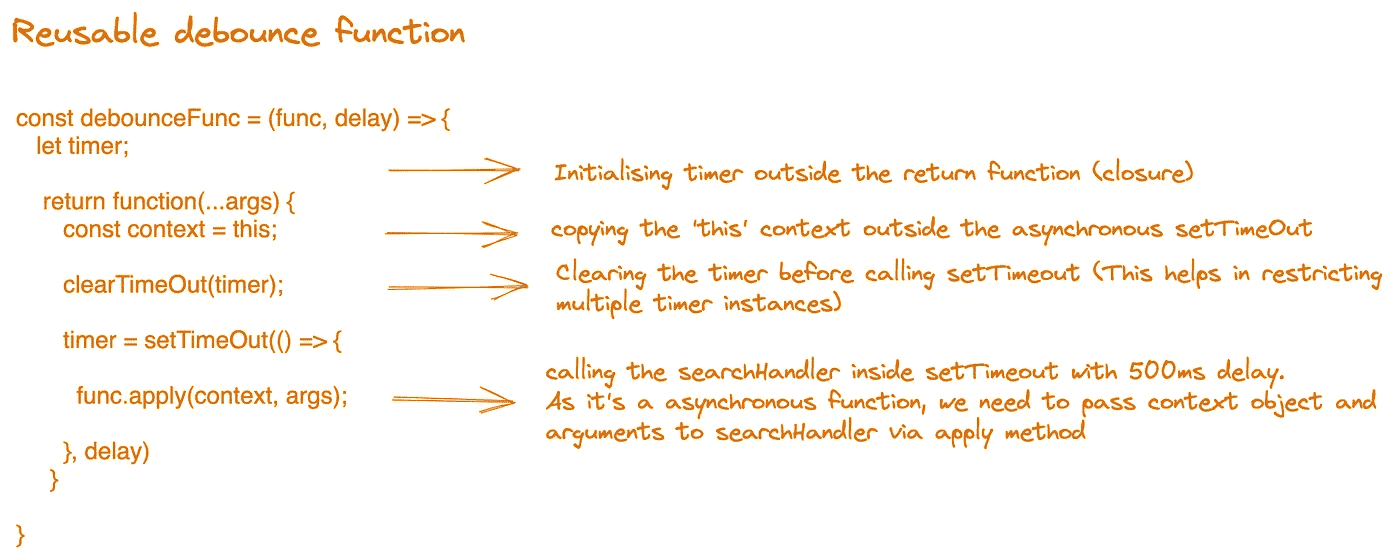 Reusable debounce function
const debounceFunc = (func, delay) => {
let timer;
Initialising timer outside the return function (closure)
return function(...args) {
const context = this;
copying the 'this' context outside the asynchronous setTimeOut
clearTimeOut(timer);
Clearing the timer before calling setTimeout (This helps in restricting
multiple timer instances)
timer = setTimeOut(() => {
func.apply(context, args);
calling the searchHandler inside setTimeout with 500ms delay.
As it's a asynchronous function, we need to pass context object and
arguments to searchHandler via apply method
}, delay)
}
}